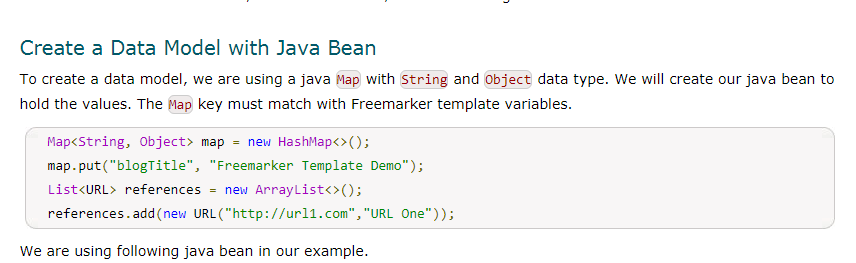 Create a Data Model with Java Bean
To create a data model, we are using a java Map with String and Object data type. We will create our java bean to
hold the values. The Map key must match with Freemarker template variables.
Map<String, Object> map = new HashMap<>();
map.put("blogTitle", "Freemarker Template Demo");
List<URL> references = new ArrayList<>();
references.add(new URL("http://url1.com","URL One"));
We are using following java bean in our example.